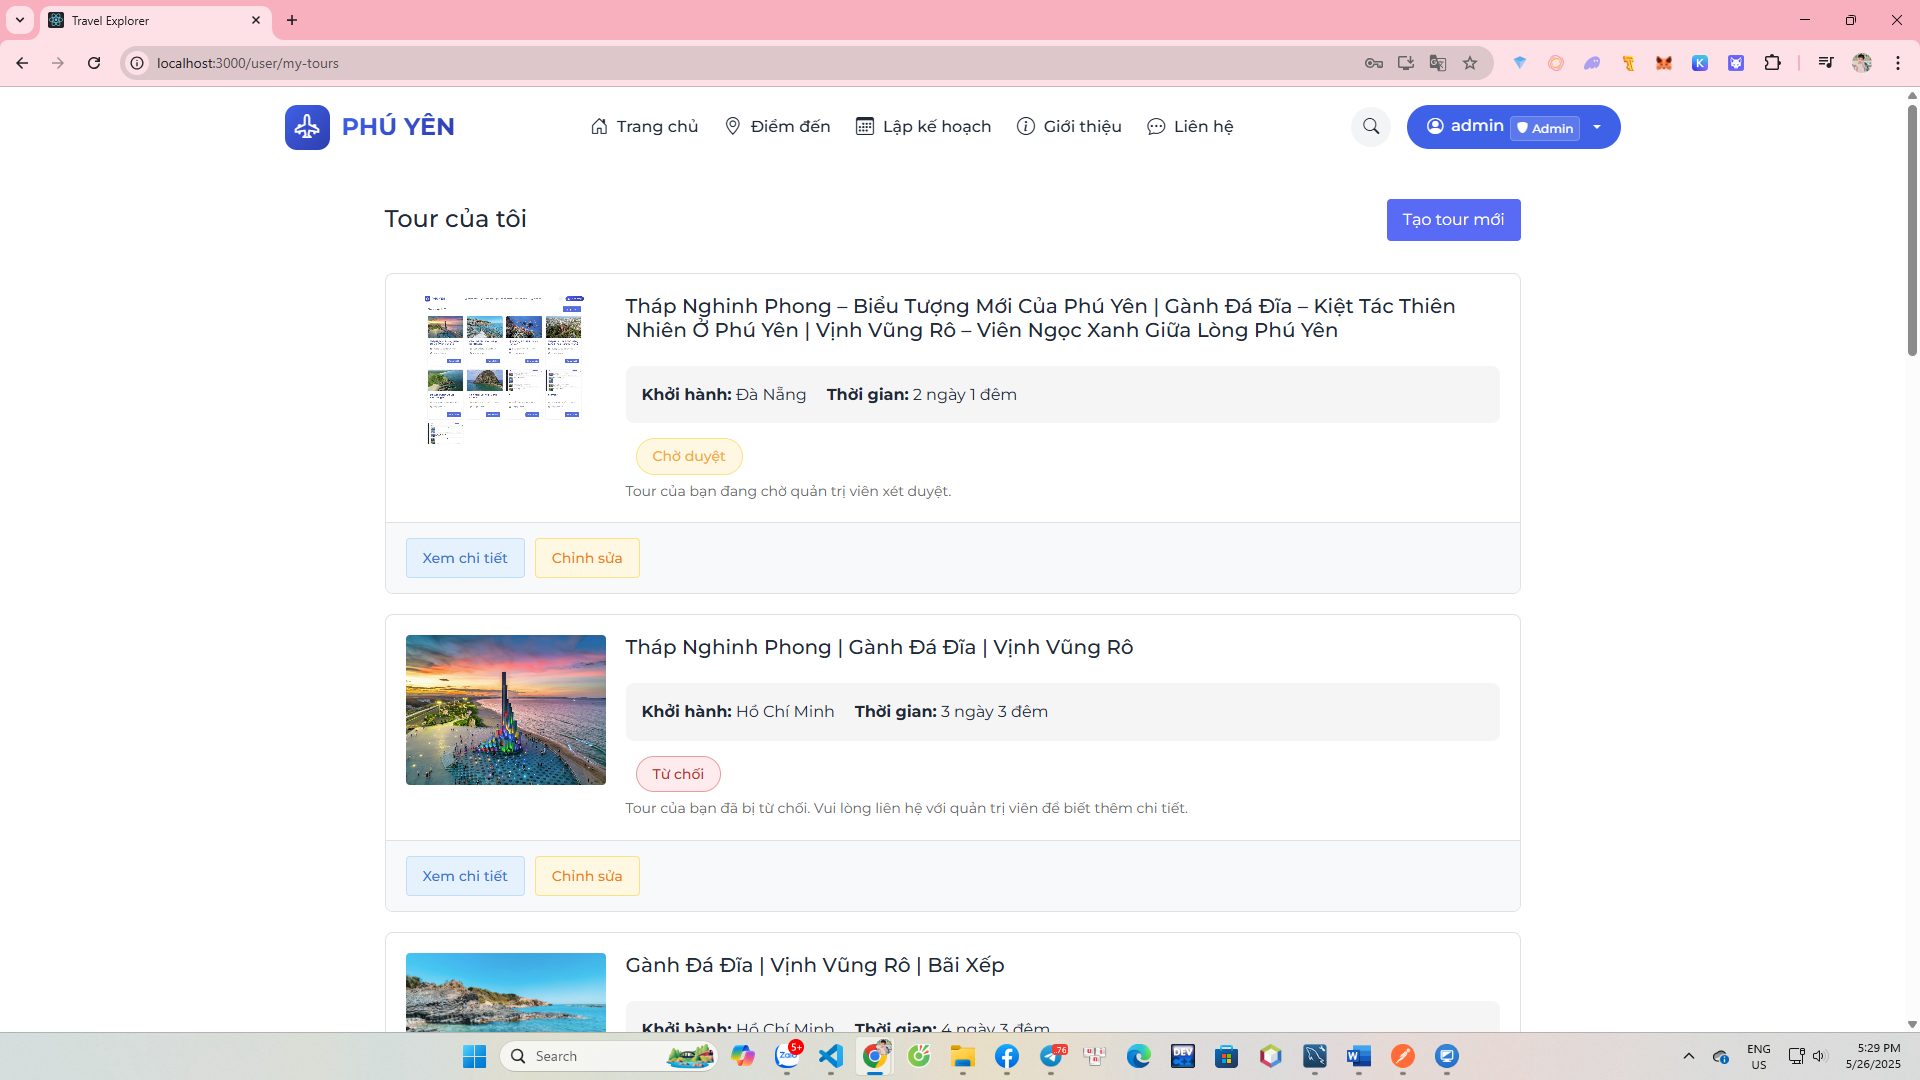 Travel Explorer
localhost:3000/user/my-tours
PHÚ YÊN
Trang chủ
Điểm đến
Lập kế hoạch
Giới thiệu
Liên hệ
admin Admin
Tour của tôi
Tạo tour mới
Tháp Nghinh Phong – Biểu Tượng Mới Của Phú Yên | Gành Đá Đĩa – Kiệt Tác Thiên
Nhiên Ở Phú Yên | Vịnh Vũng Rô – Viên Ngọc Xanh Giữa Lòng Phú Yên
Khởi hành: Đà Nẵng Thời gian: 2 ngày 1 đêm
Chờ duyệt
Tour của bạn đang chờ quản trị viên xét duyệt.
Xem chi tiết
Chỉnh sửa
Tháp Nghinh Phong | Gành Đá Đĩa | Vịnh Vũng Rô
Khởi hành: Hồ Chí Minh Thời gian: 3 ngày 3 đêm
Từ chối
Tour của bạn đã bị từ chối. Vui lòng liên hệ với quản trị viên để biết thêm chi tiết.
Xem chi tiết
Chỉnh sửa
Gành Đá Đĩa | Vịnh Vũng Rô | Bãi Xếp
Khởi hành: Hồ Chí Minh Thời gian: 4 ngày 3 đêm
Search
Zalo
5+
76
DEV
ENG
US
5:29 PM
5/26/2025